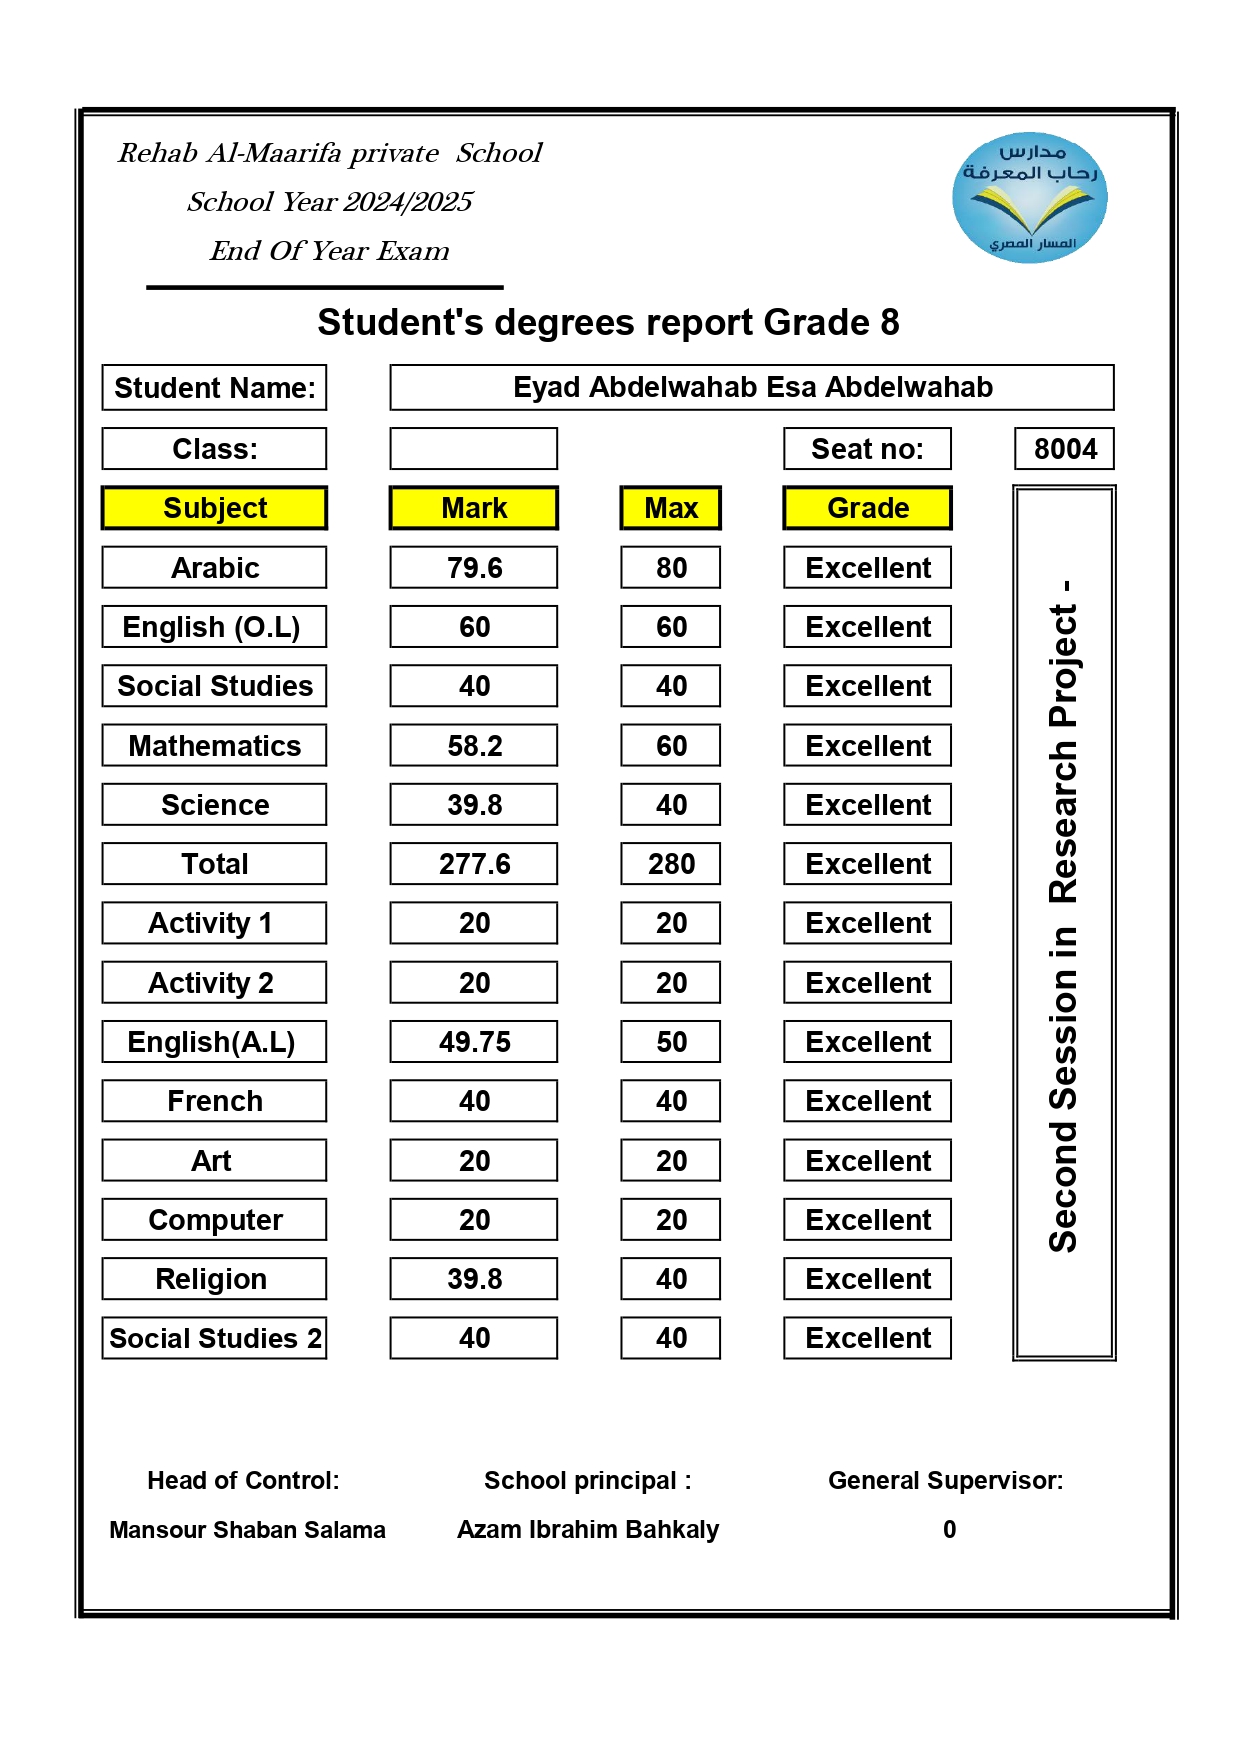 Rehab Al-Maarifa private School
School Year 2024/2025
End Of Year Exam
مدارس
رحاب المعرفة
المسار المصري
Student's degrees report Grade 8
Student Name: Eyad Abdelwahab Esa Abdelwahab
Class: Seat no: 8004
Subject Mark Max Grade
Arabic 79.6 80 Excellent
English (O.L) 60 60 Excellent
Social Studies 40 40 Excellent
Mathematics 58.2 60 Excellent
Science 39.8 40 Excellent
Total 277.6 280 Excellent
Activity 1 20 20 Excellent
Activity 2 20 20 Excellent
English(A.L) 49.75 50 Excellent
French 40 40 Excellent
Art 20 20 Excellent
Computer 20 20 Excellent
Religion 39.8 40 Excellent
Social Studies 2 40 40 Excellent
Second Session in Research Project -
Head of Control: School principal : General Supervisor:
Mansour Shaban Salama Azam Ibrahim Bahkaly 0